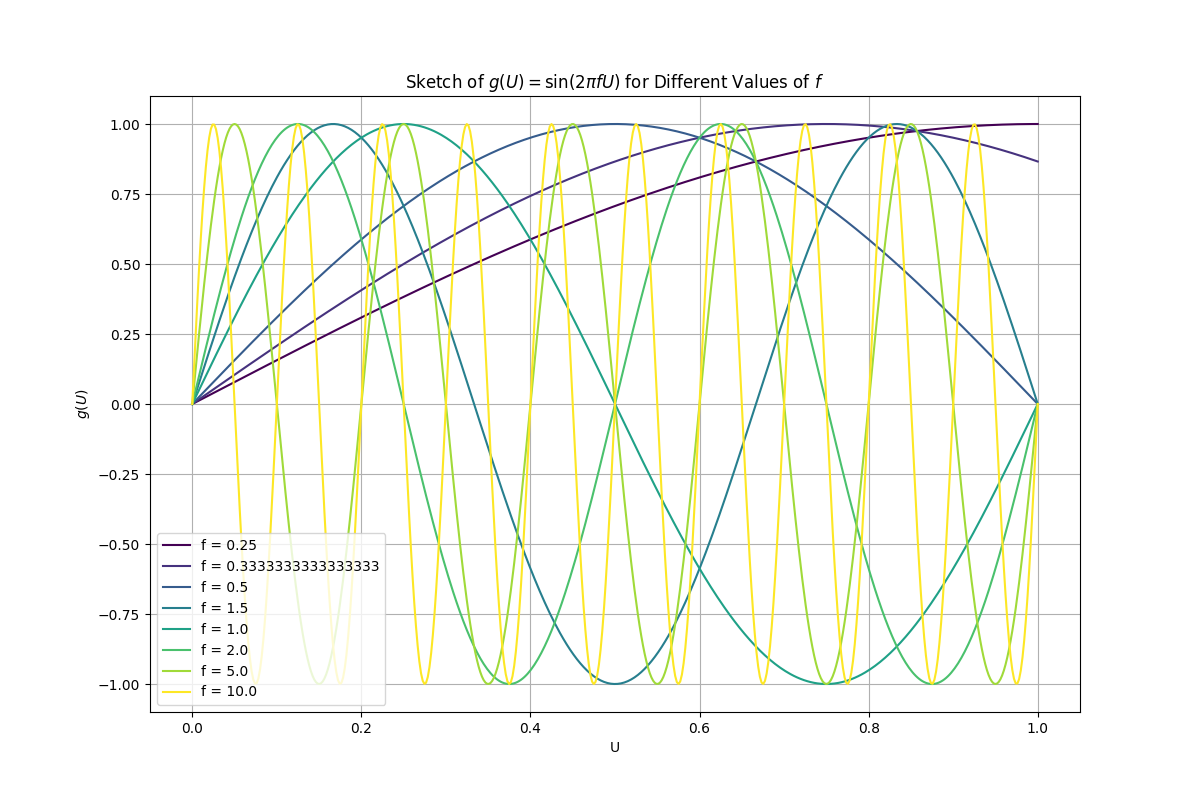 Sketch of g(U) = sin(2πfU) for Different Values of f
1.00
0.75
0.50
0.25
0.00
−0.25
−0.50
−0.75
−1.00
g(U)
f = 0.25
f = 0.3333333333333333
f = 0.5
f = 1.5
f = 1.0
f = 2.0
f = 5.0
f = 10.0
0.0 0.2 0.4 0.6 0.8 1.0
U